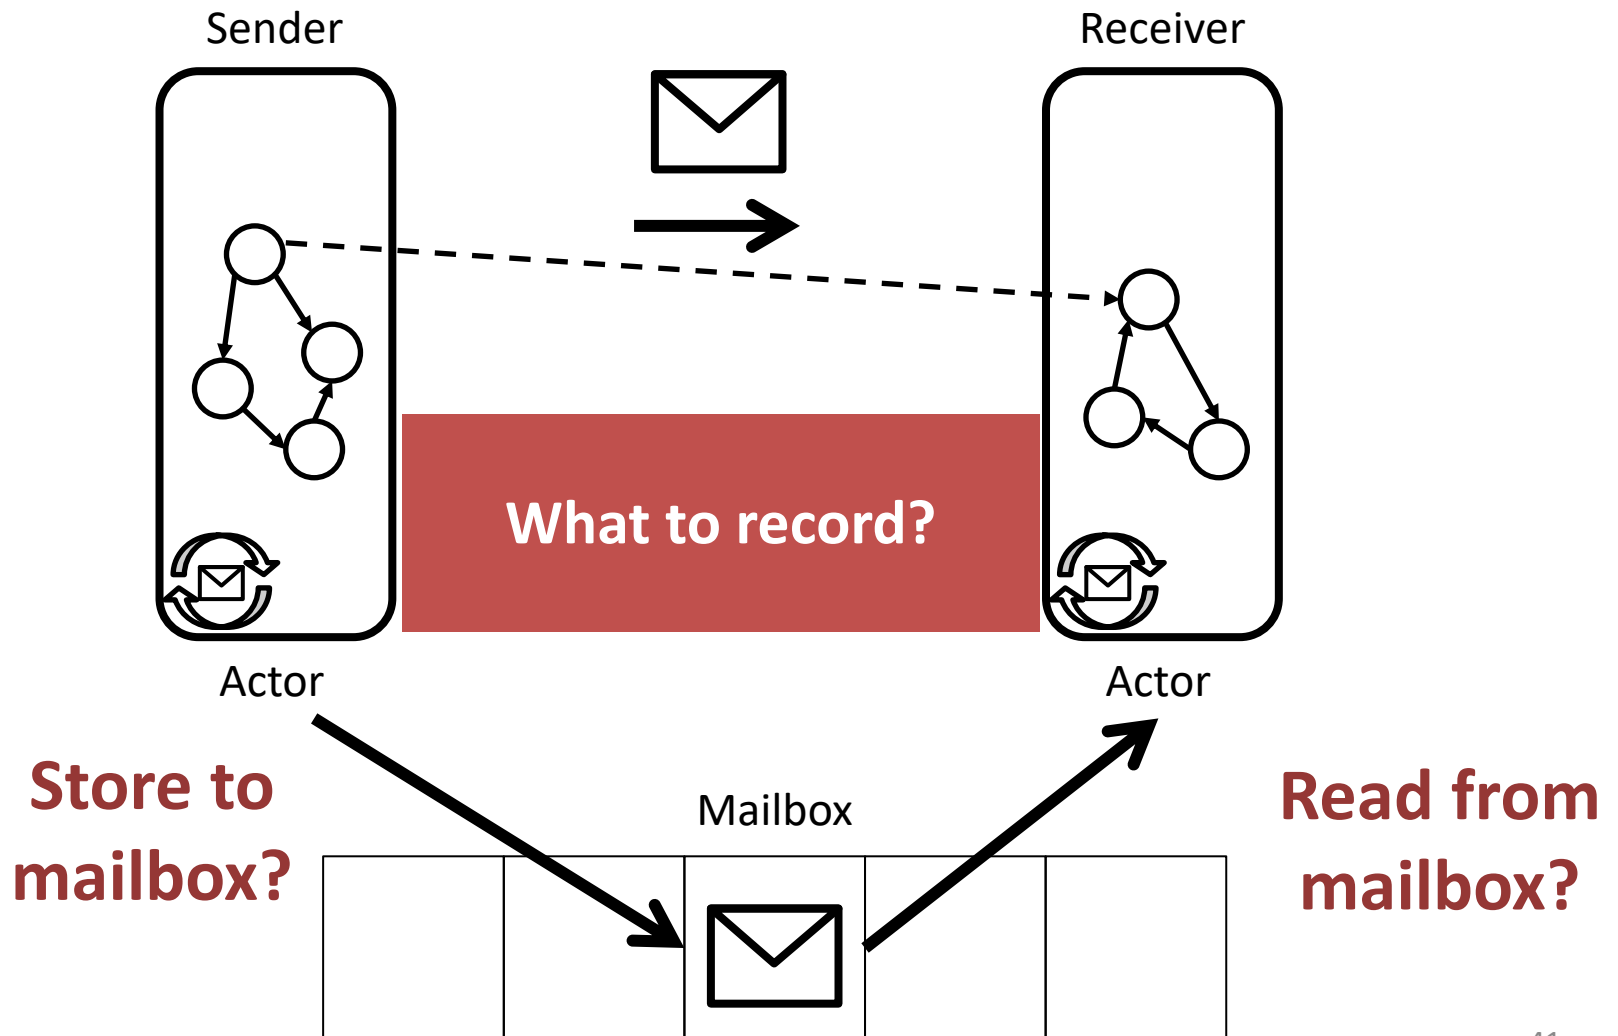 Sender
Receiver
What to record?
Actor
Actor
Store to
mailbox?
Mailbox
Read from
mailbox?